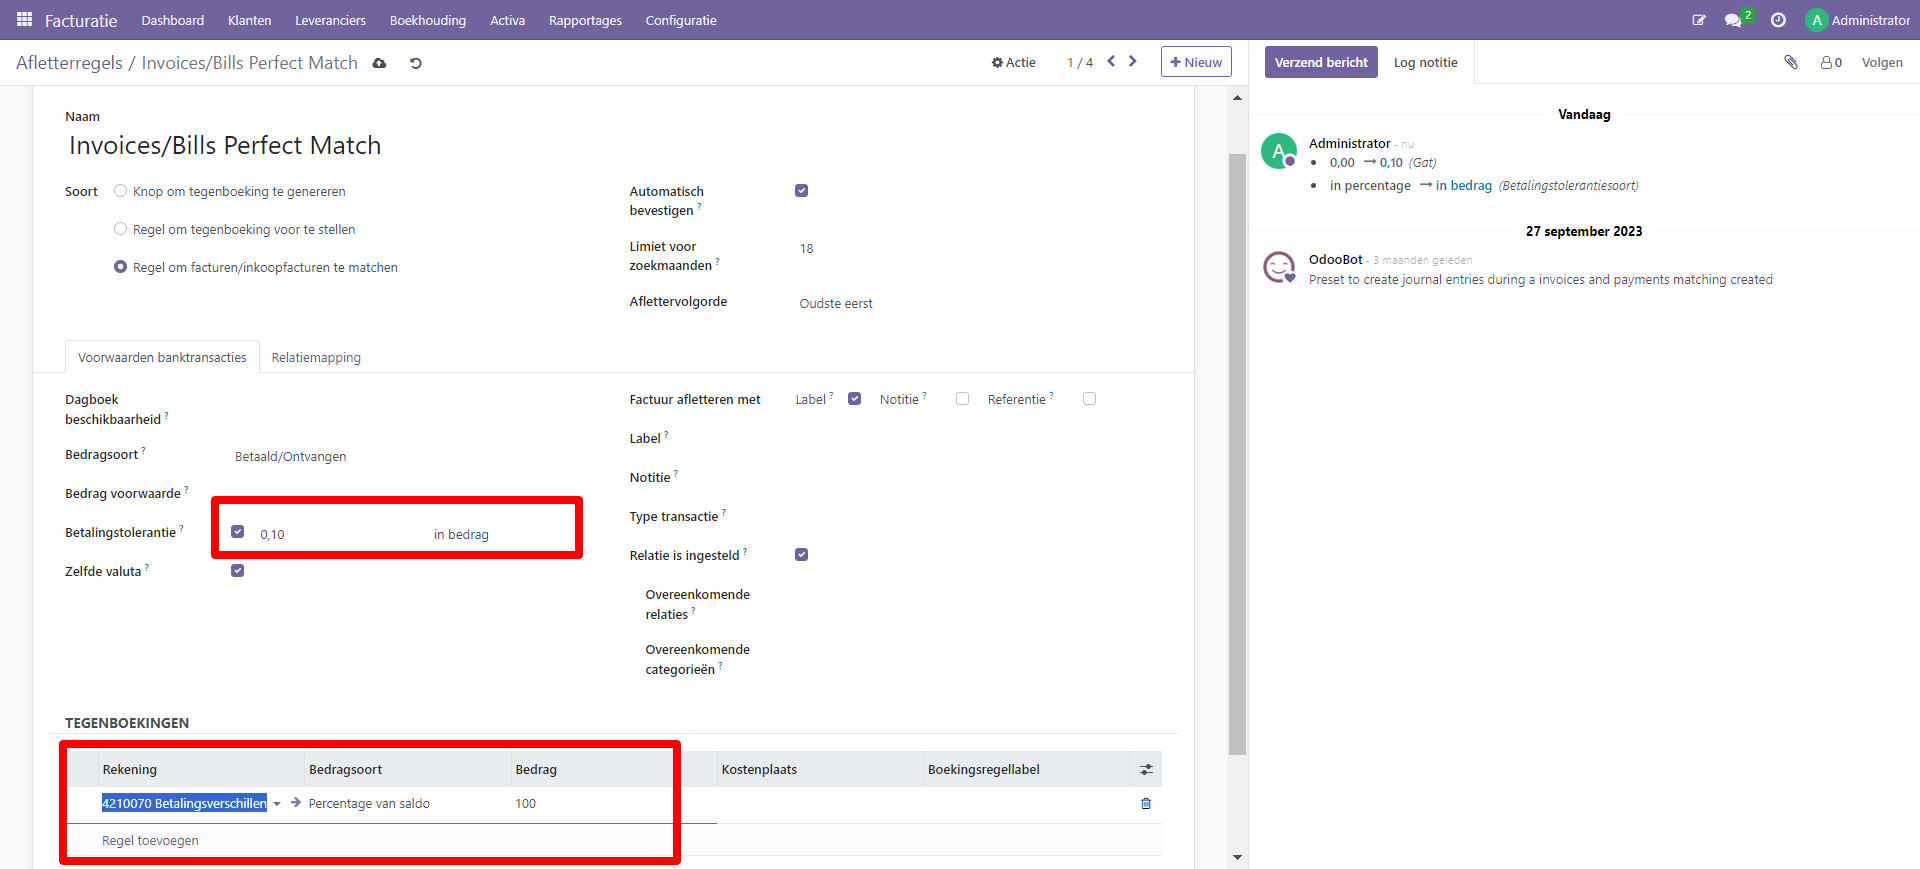 Facturatie Dashboard Klanten Leveranciers Boekhouding Activa Rapportages Configuratie 2 A Administrator
Afletterregels / Invoices/Bills Perfect Match Actie 1 / 4 Nieuw Verzend bericht Log notitie 0 Volgen
Naam
Invoices/Bills Perfect Match
Soort Knop om tegenboeking te genereren
Regel om tegenboeking voor te stellen
Regel om facturen/inkoopfacturen te matchen
Automatisch
bevestigen ?
Limiet voor 18
zoekmaanden ?
Aflettervolgorde Oudste eerst
Voorwaarden banktransacties Relatiemapping
Dagboek
beschikbaarheid ?
Bedragsoort ? Betaald/Ontvangen
Bedrag voorwaarde ?
Betalingstolerantie ? 0,10 in bedrag
Zelfde valuta ?
Factuur afletteren met Label ? Notitie ? Referentie ?
Label ?
Notitie ?
Type transactie ?
Relatie is ingesteld ?
Overeenkomende
relaties ?
Overeenkomende
categorieën ?
TEGENBOEKINGEN
Rekening Bedragsoort Bedrag Kostenplaats Boekingsregellabel
4210070 Betalingsverschillen Percentage van saldo 100
Regel toevoegen
Vandaag
A Administrator - nu
0,00 → 0,10 (Gat)
in percentage → in bedrag (Betalingstolerantiesoort)
27 september 2023
OdooBot - 3 maanden geleden
Preset to create journal entries during a invoices and payments matching created